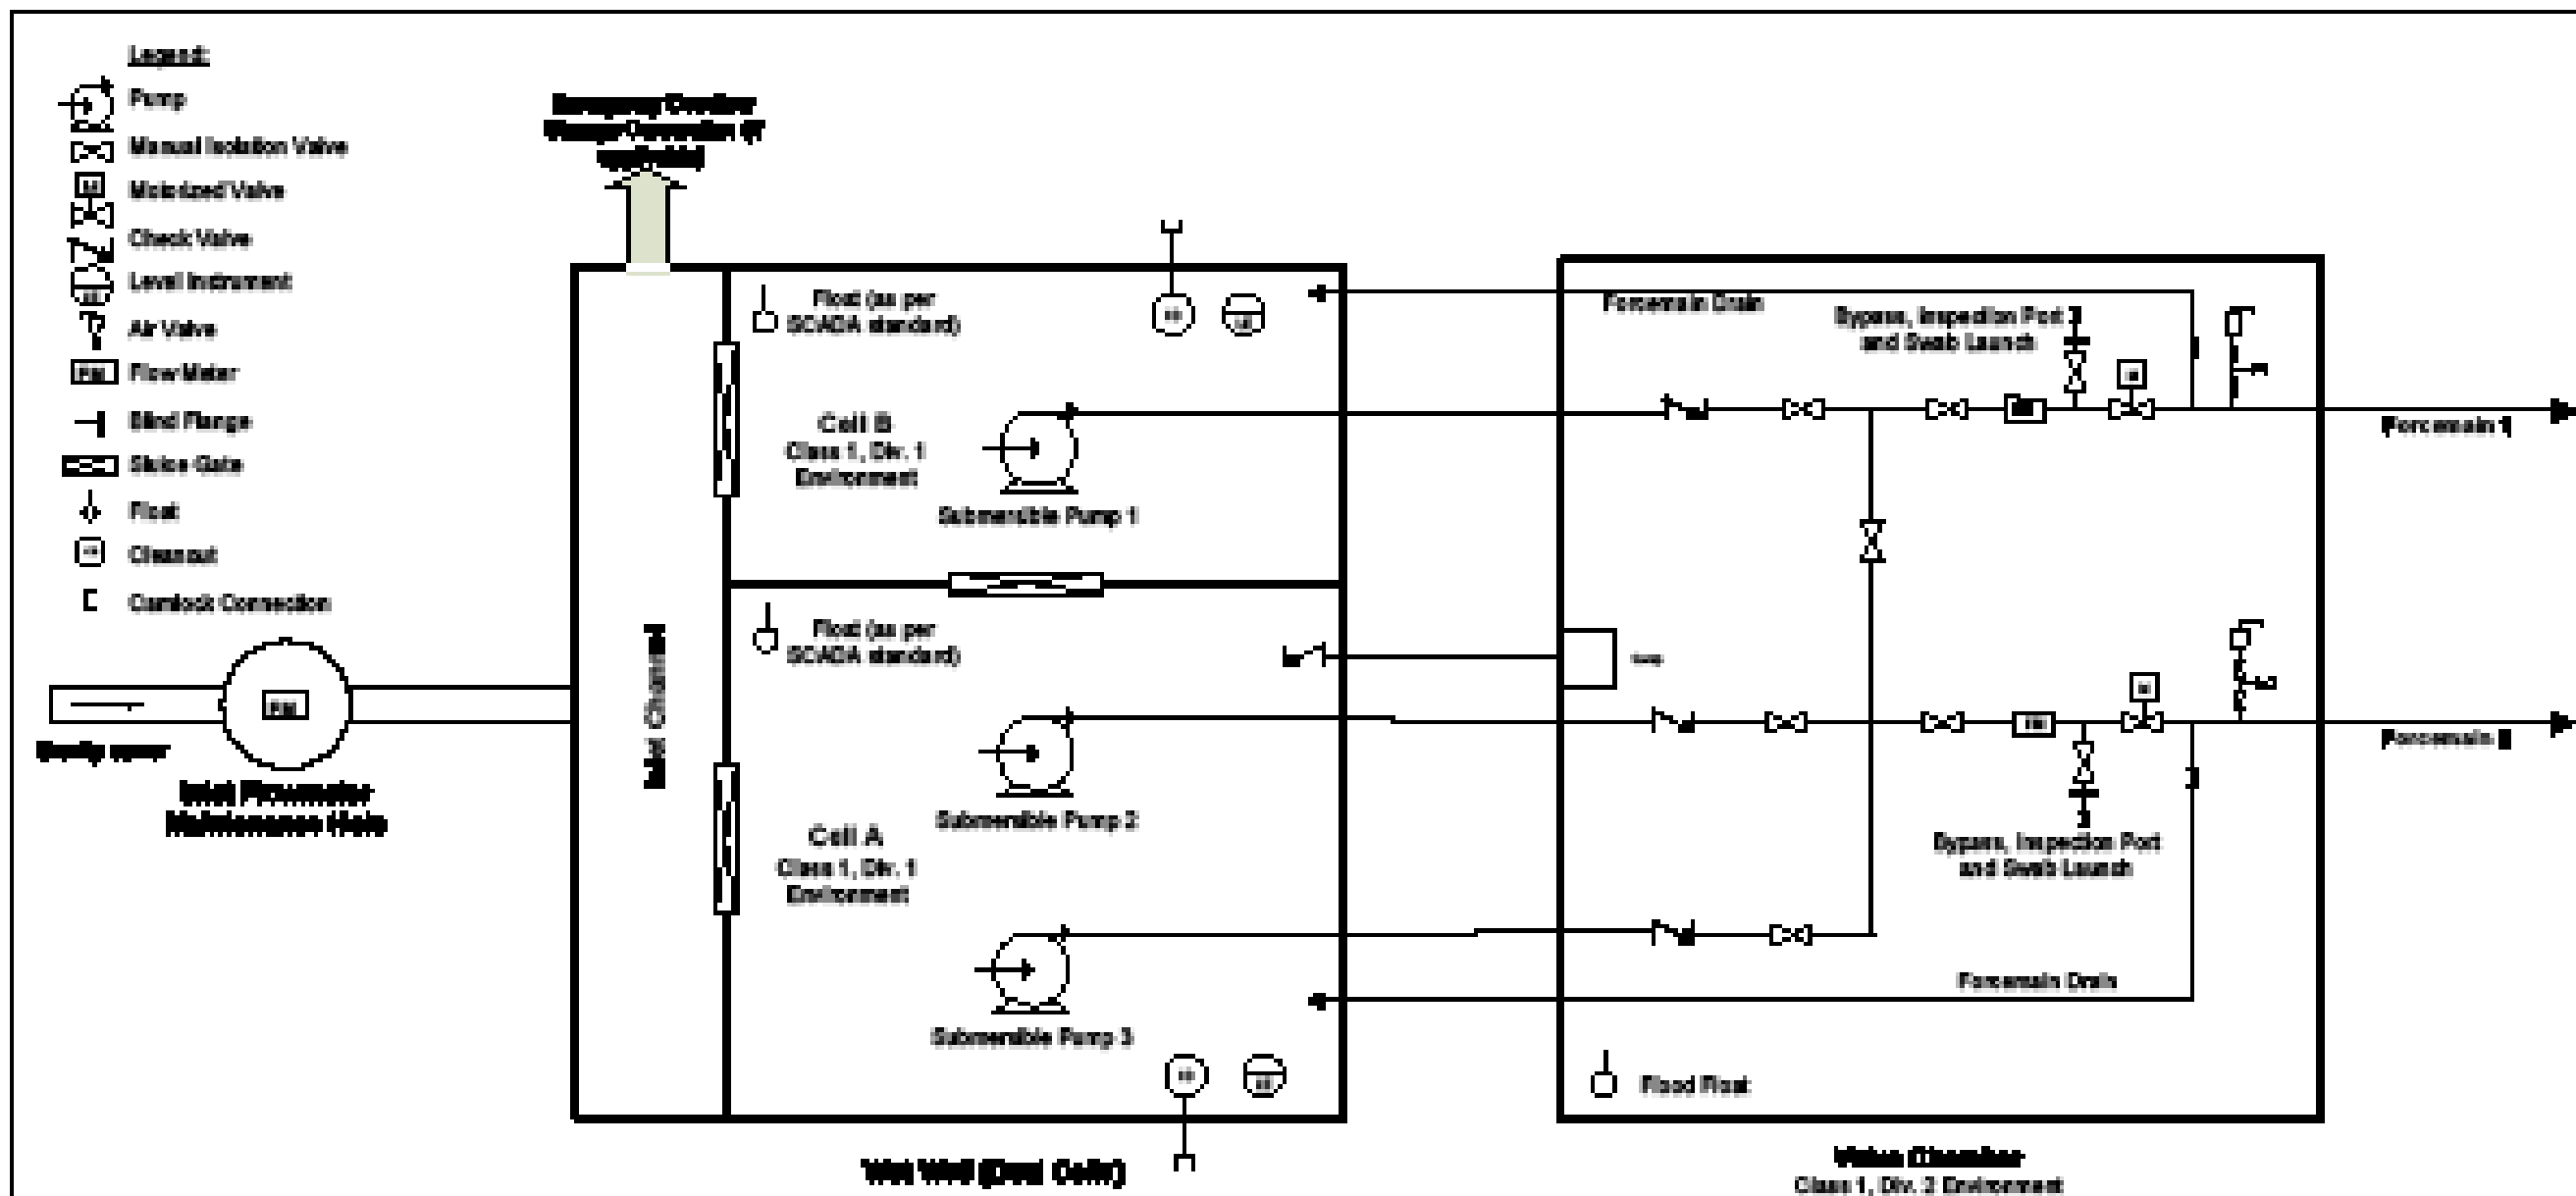 Legend:
Pump
Manual Isolation Valve
Motorized Valve
Check Valve
Level Instrument
Air Valve
Flow Meter
Blind Flange
Sluice Gate
Float
Cleanout
Camlock Connection
FM
Inlet Flowmeter
Maintenance Hole
Inlet Channel
Float (as per
SCADA standard)
Cell B
Class 1, Div. 1
Environment
Submersible Pump 1
Float (as per
SCADA standard)
Submersible Pump 2
Cell A
Class 1, Div. 1
Environment
Submersible Pump 3
Wet Well (Dual Cells)
Forcemain Drain
Bypass, Inspection Port
and Swab Launch
Forcemain 1
Forcemain
Bypass, Inspection Port
and Swab Launch
Forcemain Drain
Flood Float
Valve Chamber
Class 1, Div. 2 Environment